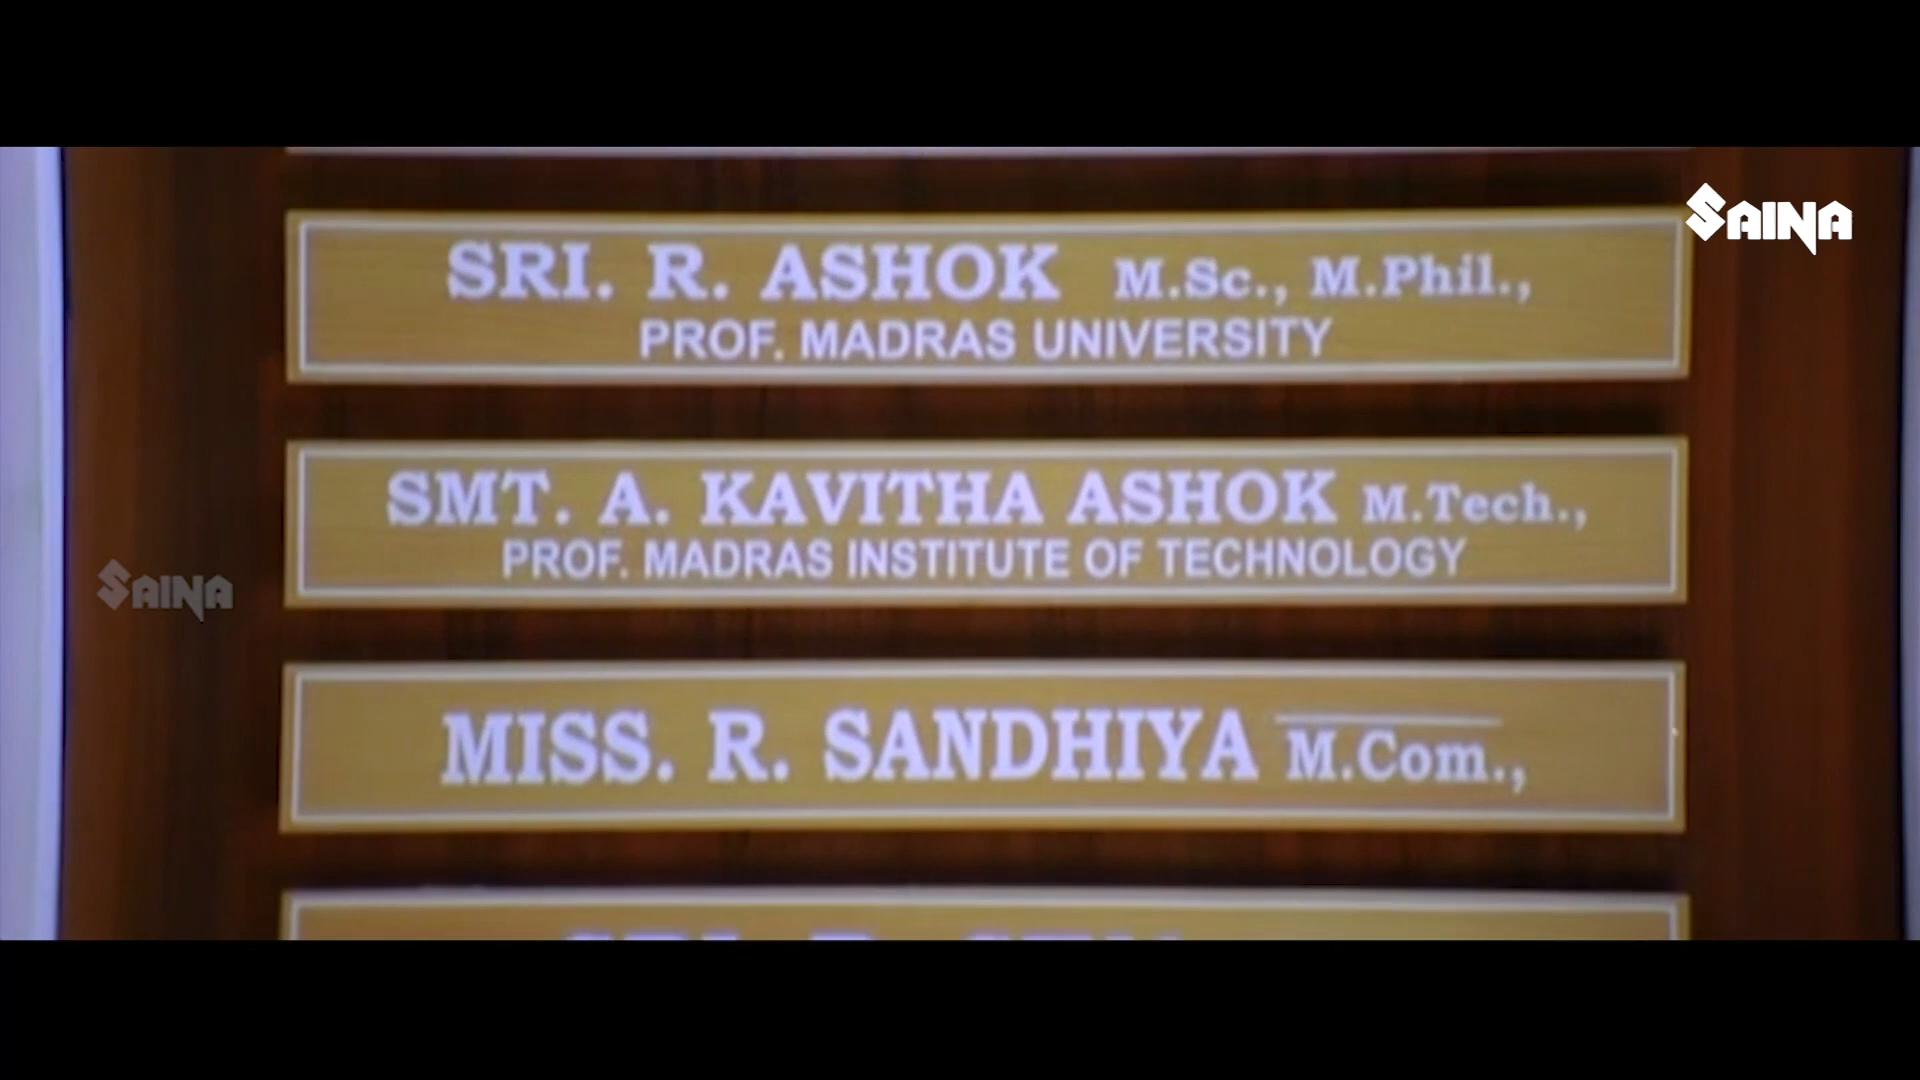 SAINA
SRI. R. ASHOK M.Sc., M.Phil.,
PROF. MADRAS UNIVERSITY
SMT. A. KAVITHA ASHOK M.Tech.,
PROF. MADRAS INSTITUTE OF TECHNOLOGY
SAINA
MISS. R. SANDHIYA M.Com.,